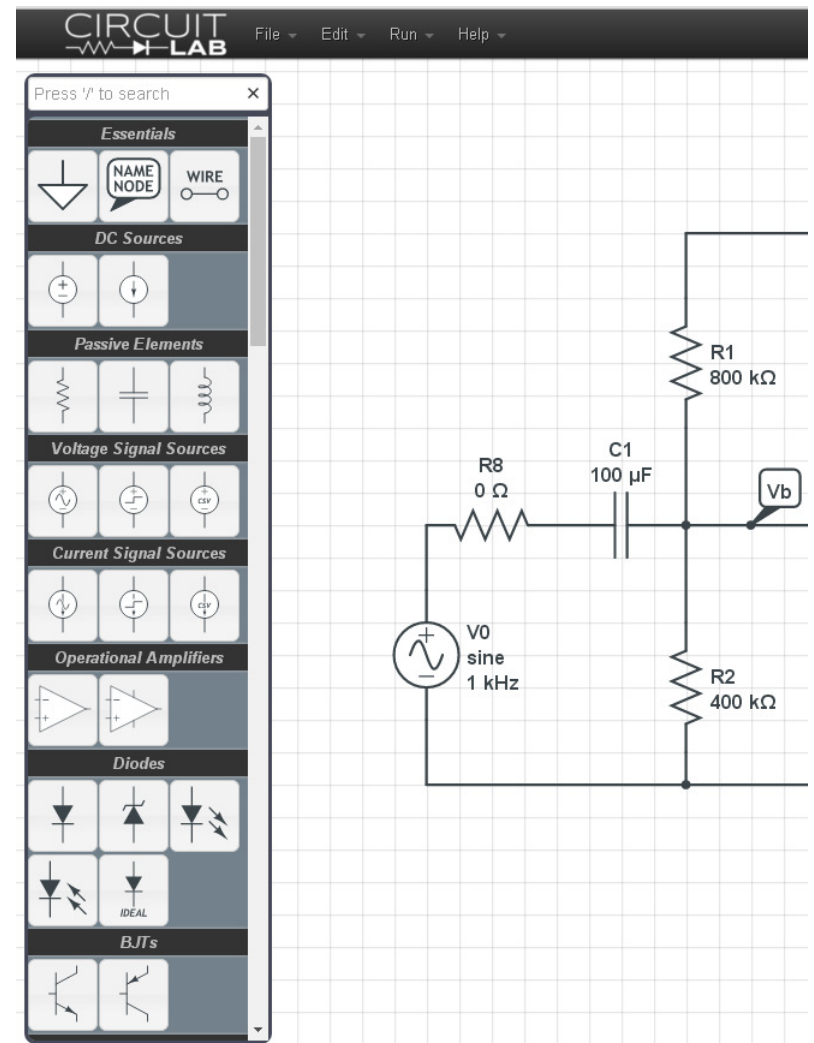 CIRCUIT
LAB
File Edit Run Help
Press '/' to search ×
Essentials
NAME
NODE
WIRE
DC Sources
Passive Elements
Voltage Signal Sources
CSV
Current Signal Sources
CSV
Operational Amplifiers
Diodes
IDEAL
BJTs
R1
800 kΩ
C1
100 µF
R8
0 Ω
Vb
V0
sine
1 kHz
R2
400 kΩ